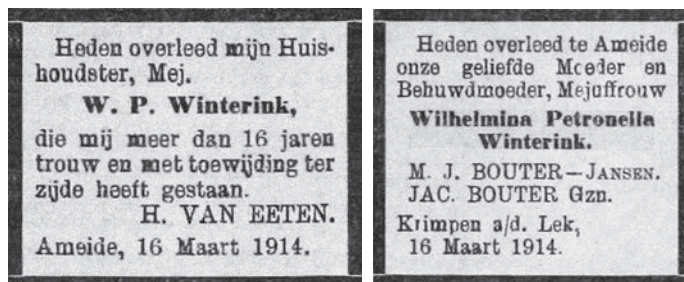 Heden overleed mijn Huis-
houdster, Mej.
W. P. Winterink,
die mij meer dan 16 jaren
trouw en met toewijding ter
zijde heeft gestaan.
H. VAN EETEN.
Ameide, 16 Maart 1914.
Heden overleed te Ameide
onze geliefde Moeder en
Behuwdmoeder, Mejuffrouw
Wilhelmina Petronella
Winterink.
M. J. BOUTER—JANSEN.
JAC. BOUTER Gzn.
Krimpen a/d. Lek,
16 Maart 1914.